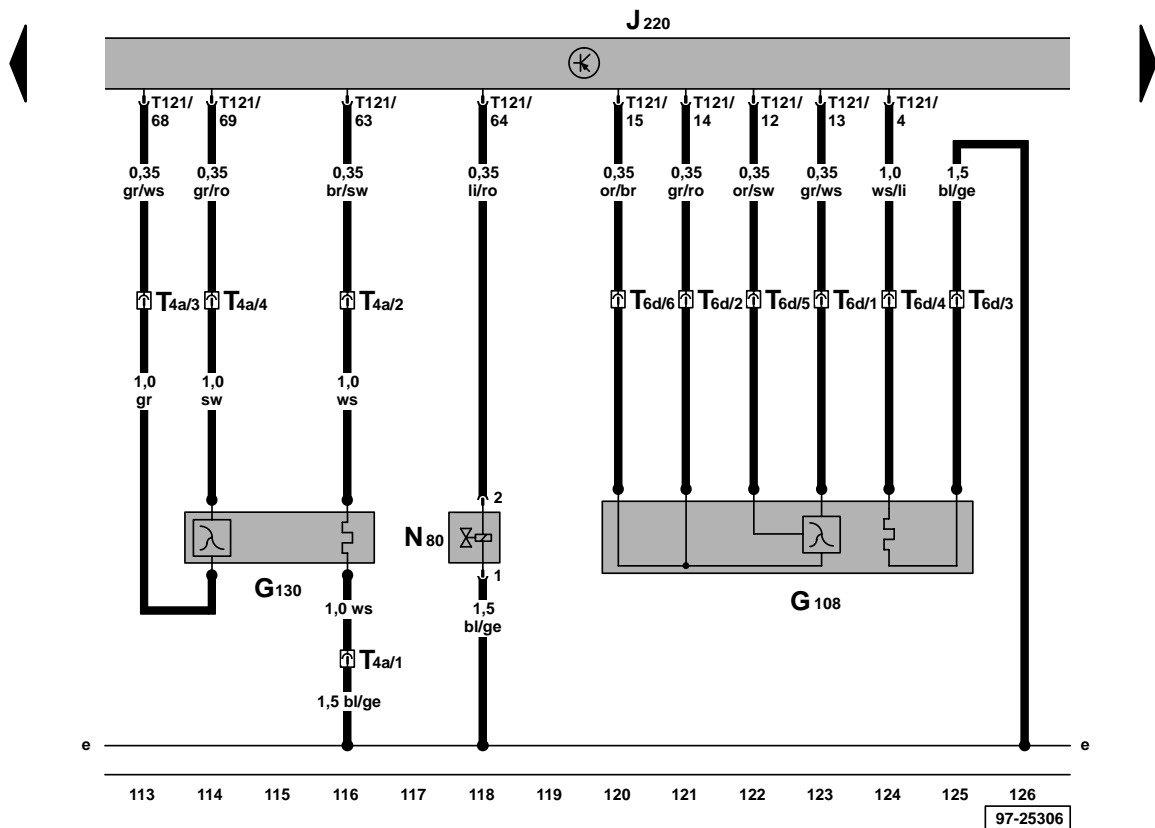 J 220
T121/ 68
T121/ 69
T121/ 63
T121/ 64
T121/ 15
T121/ 14
T121/ 12
T121/ 13
T121/ 4
0,35 gr/ws
0,35 gr/ro
0,35 br/sw
0,35 li/ro
0,35 or/br
0,35 gr/ro
0,35 or/sw
0,35 gr/ws
1,0 ws/li
1,5 bl/ge
T4a/3
T4a/4
T4a/2
T6d/6
T6d/2
T6d/5
T6d/1
T6d/4
T6d/3
1,0 gr
1,0 sw
1,0 ws
2
N 80
1
G130
G 108
1,0 ws
1,5 bl/ge
T4a/1
1,5 bl/ge
e
e
113 114 115 116 117 118 119 120 121 122 123 124 125 126
97-25306